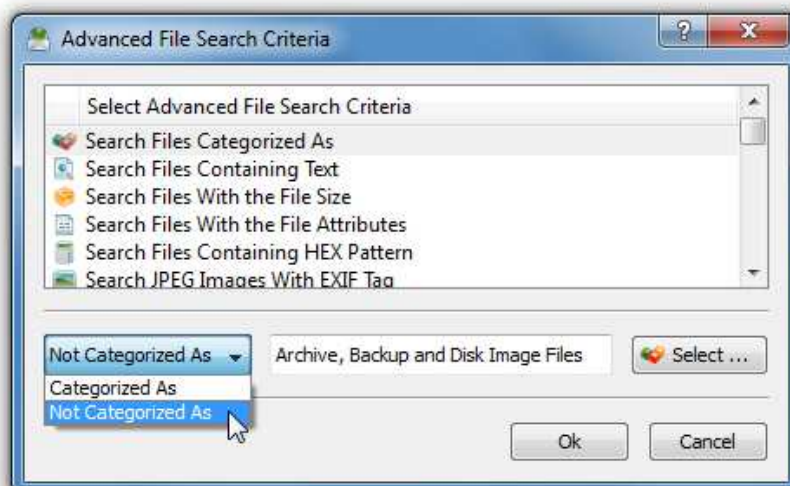 Advanced File Search Criteria
Select Advanced File Search Criteria
Search Files Categorized As
Search Files Containing Text
Search Files With the File Size
Search Files With the File Attributes
Search Files Containing HEX Pattern
Search JPEG Images With EXIF Tag
Not Categorized As Archive, Backup and Disk Image Files Select ...
Categorized As
Not Categorized As
Ok Cancel